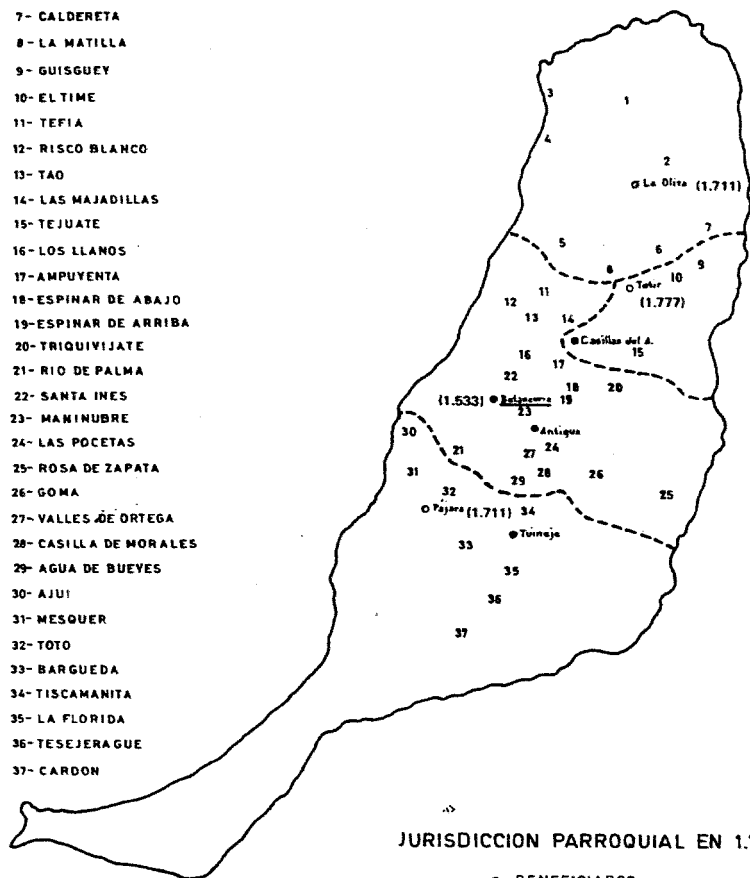 7- CALDERETA
8- LA MATILLA
9- GUISGUEY
10- EL TIME
11- TEFIA
12- RISCO BLANCO
13- TAO
14- LAS MAJADILLAS
15- TEJUATE
16- LOS LLANOS
17- AMPUYENTA
18- ESPINAR DE ABAJO
19- ESPINAR DE ARRIBA
20- TRIQUIVIJATE
21- RIO DE PALMA
22- SANTA INES
23- MANINUBRE
24- LAS POCETAS
25- ROSA DE ZAPATA
26- GOMA
27- VALLES DE ORTEGA
28- CASILLA DE MORALES
29- AGUA DE BUEYES
30- AJUI
31- MESQUER
32- TOTO
33- BARGUEDA
34- TISCAMANITA
35- LA FLORIDA
36- TESEJERAGUE
37- CARDON
3
1
4
2
La Oliva (1.711)
7
5
6
8
9
10
Tetir
(1.777)
11
12
13
14
Casillas del A.
15
16
17
22
18
20
(1.533)
Betancuria
19
23
Antigua
30
21
27
24
31
29
28
26
25
32
Pájara (1.711)
34
Tuineje
33
35
36
37
JURISDICCION PARROQUIAL EN 1.
BENEFICIADOS